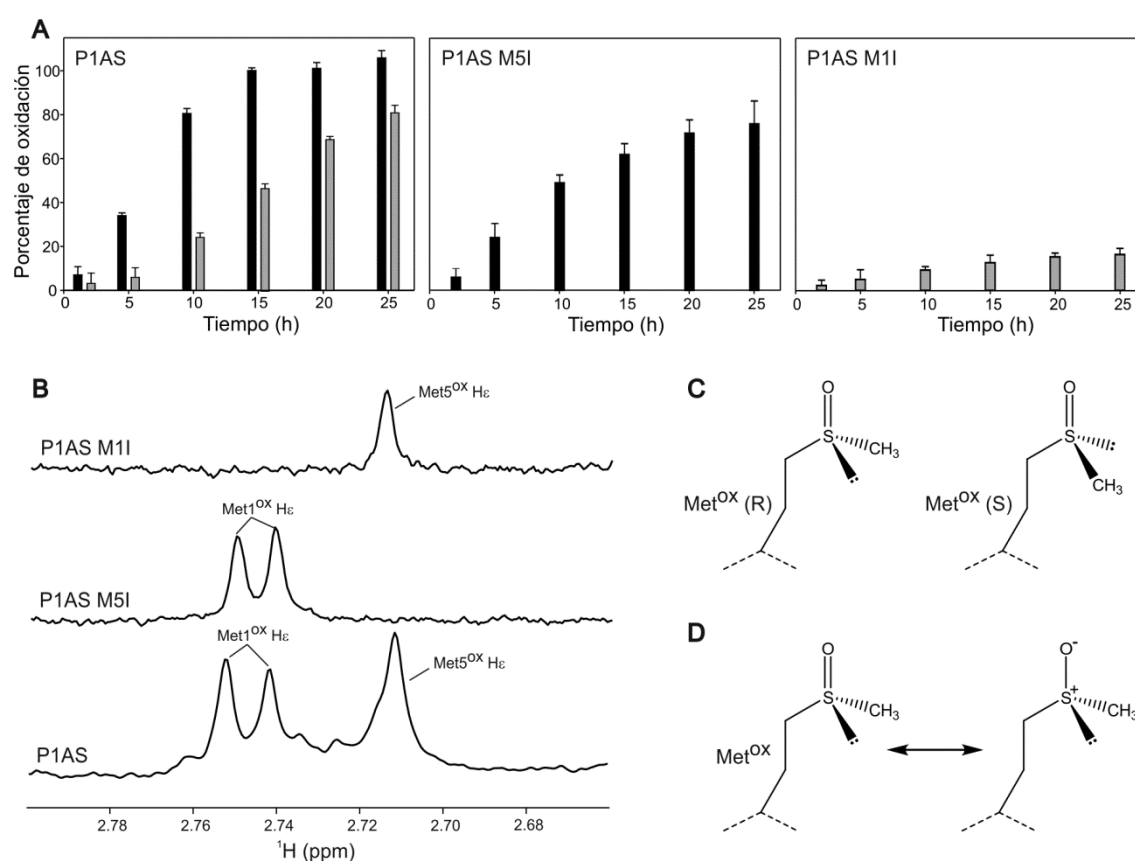 A
P1AS
P1AS M5I
P1AS M1I
Porcentaje de oxidación
100
80
60
40
20
0
0 5 10 15 20 25
0 5 10 15 20 25
0 5 10 15 20 25
Tiempo (h)
Tiempo (h)
Tiempo (h)
B
Met5ox Hε
P1AS M1I
Met1ox Hε
P1AS M5I
Met1ox Hε
Met5ox Hε
P1AS
2.78 2.76 2.74 2.72 2.70 2.68
1H (ppm)
C
O
S
CH3
Metox (R)
O
S
CH3
Metox (S)
D
O
S
CH3
Metox
O-
S+
CH3